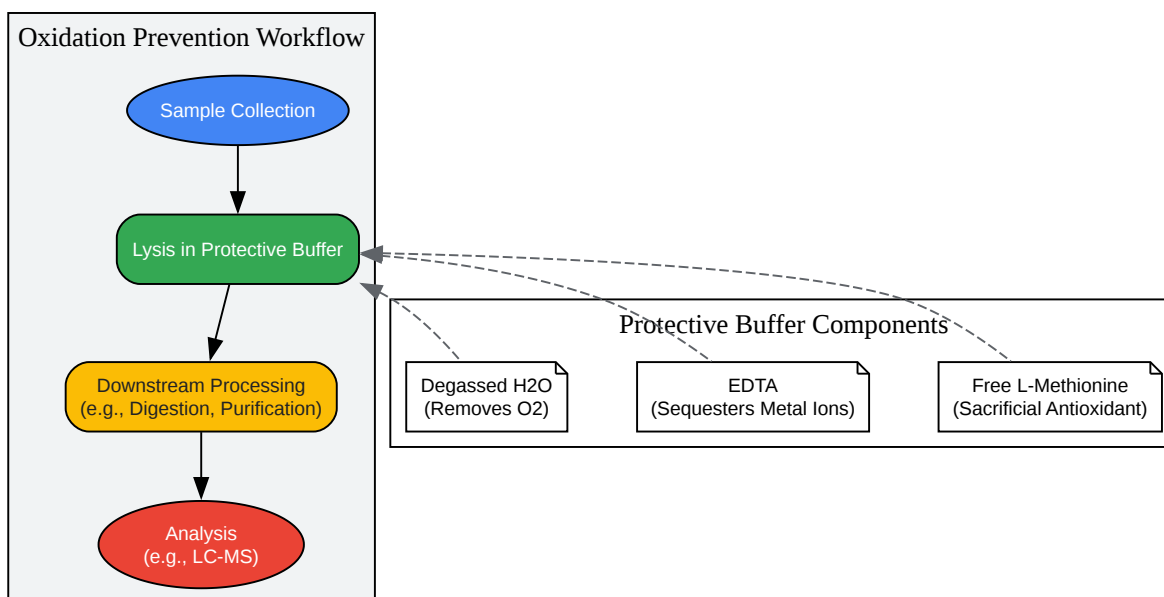 Oxidation Prevention Workflow
Sample Collection
Lysis in Protective Buffer
Downstream Processing
(e.g., Digestion, Purification)
Analysis
(e.g., LC-MS)
Protective Buffer Components
Degassed H2O
(Removes O2)
EDTA
(Sequesters Metal Ions)
Free L-Methionine
(Sacrificial Antioxidant)